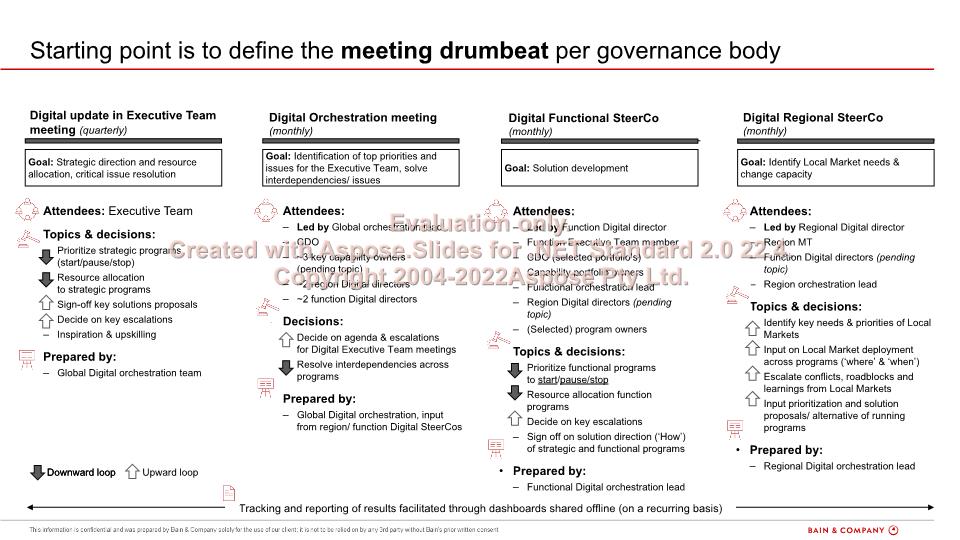 Starting point is to define the meeting drumbeat per governance body
Digital update in Executive Team
meeting (quarterly)
Goal: Strategic direction and resource
allocation, critical issue resolution
Attendees: Executive Team
Topics & decisions:
Prioritize strategic programs
(start/pause/stop)
Resource allocation
to strategic programs
Sign-off key solutions proposals
Decide on key escalations
– Inspiration & upskilling
Prepared by:
– Global Digital orchestration team
Digital Orchestration meeting
(monthly)
Goal: Identification of top priorities and
issues for the Executive Team, solve
interdependencies/ issues
Attendees:
– Led by Global orchestration lead
– CDO
– ~3 key capability owners
(pending topic)
– ~2 region Digital directors
– ~2 function Digital directors
Decisions:
Decide on agenda & escalations
for Digital Executive Team meetings
Resolve interdependencies across
programs
Prepared by:
– Global Digital orchestration, input
from region/ function Digital SteerCos
Digital Functional SteerCo
(monthly)
Goal: Solution development
Attendees:
– Led by Function Digital director
– Function Executive Team member
– CDO (selected portfolio's)
– Capability portfolio owners
– Functional orchestration lead
– Region Digital directors (pending
topic)
– (Selected) program owners
Topics & decisions:
Prioritize functional programs
to start/pause/stop
Resource allocation function
programs
Decide on key escalations
– Sign off on solution direction (‘How’)
of strategic and functional programs
• Prepared by:
– Functional Digital orchestration lead
Digital Regional SteerCo
(monthly)
Goal: Identify Local Market needs &
change capacity
Attendees:
– Led by Regional Digital director
– Region MT
– Function Digital directors (pending
topic)
– Region orchestration lead
Topics & decisions:
Identify key needs & priorities of Local
Markets
Input on Local Market deployment
across programs (‘where’ & ‘when’)
Escalate conflicts, roadblocks and
learnings from Local Markets
Input prioritization and solution
proposals/ alternative of running
programs
• Prepared by:
– Regional Digital orchestration lead
Evaluation only.
Created with Aspose.Slides for .NET Standard 2.0 22.
Copyright 2004-2022Aspose Pty Ltd.
Downward loop Upward loop
Tracking and reporting of results facilitated through dashboards shared offline (on a recurring basis)
This information is confidential and was prepared by Bain & Company solely for the use of our client; it is not to be relied on by any 3rd party without Bain's prior written consent
BAIN & COMPANY